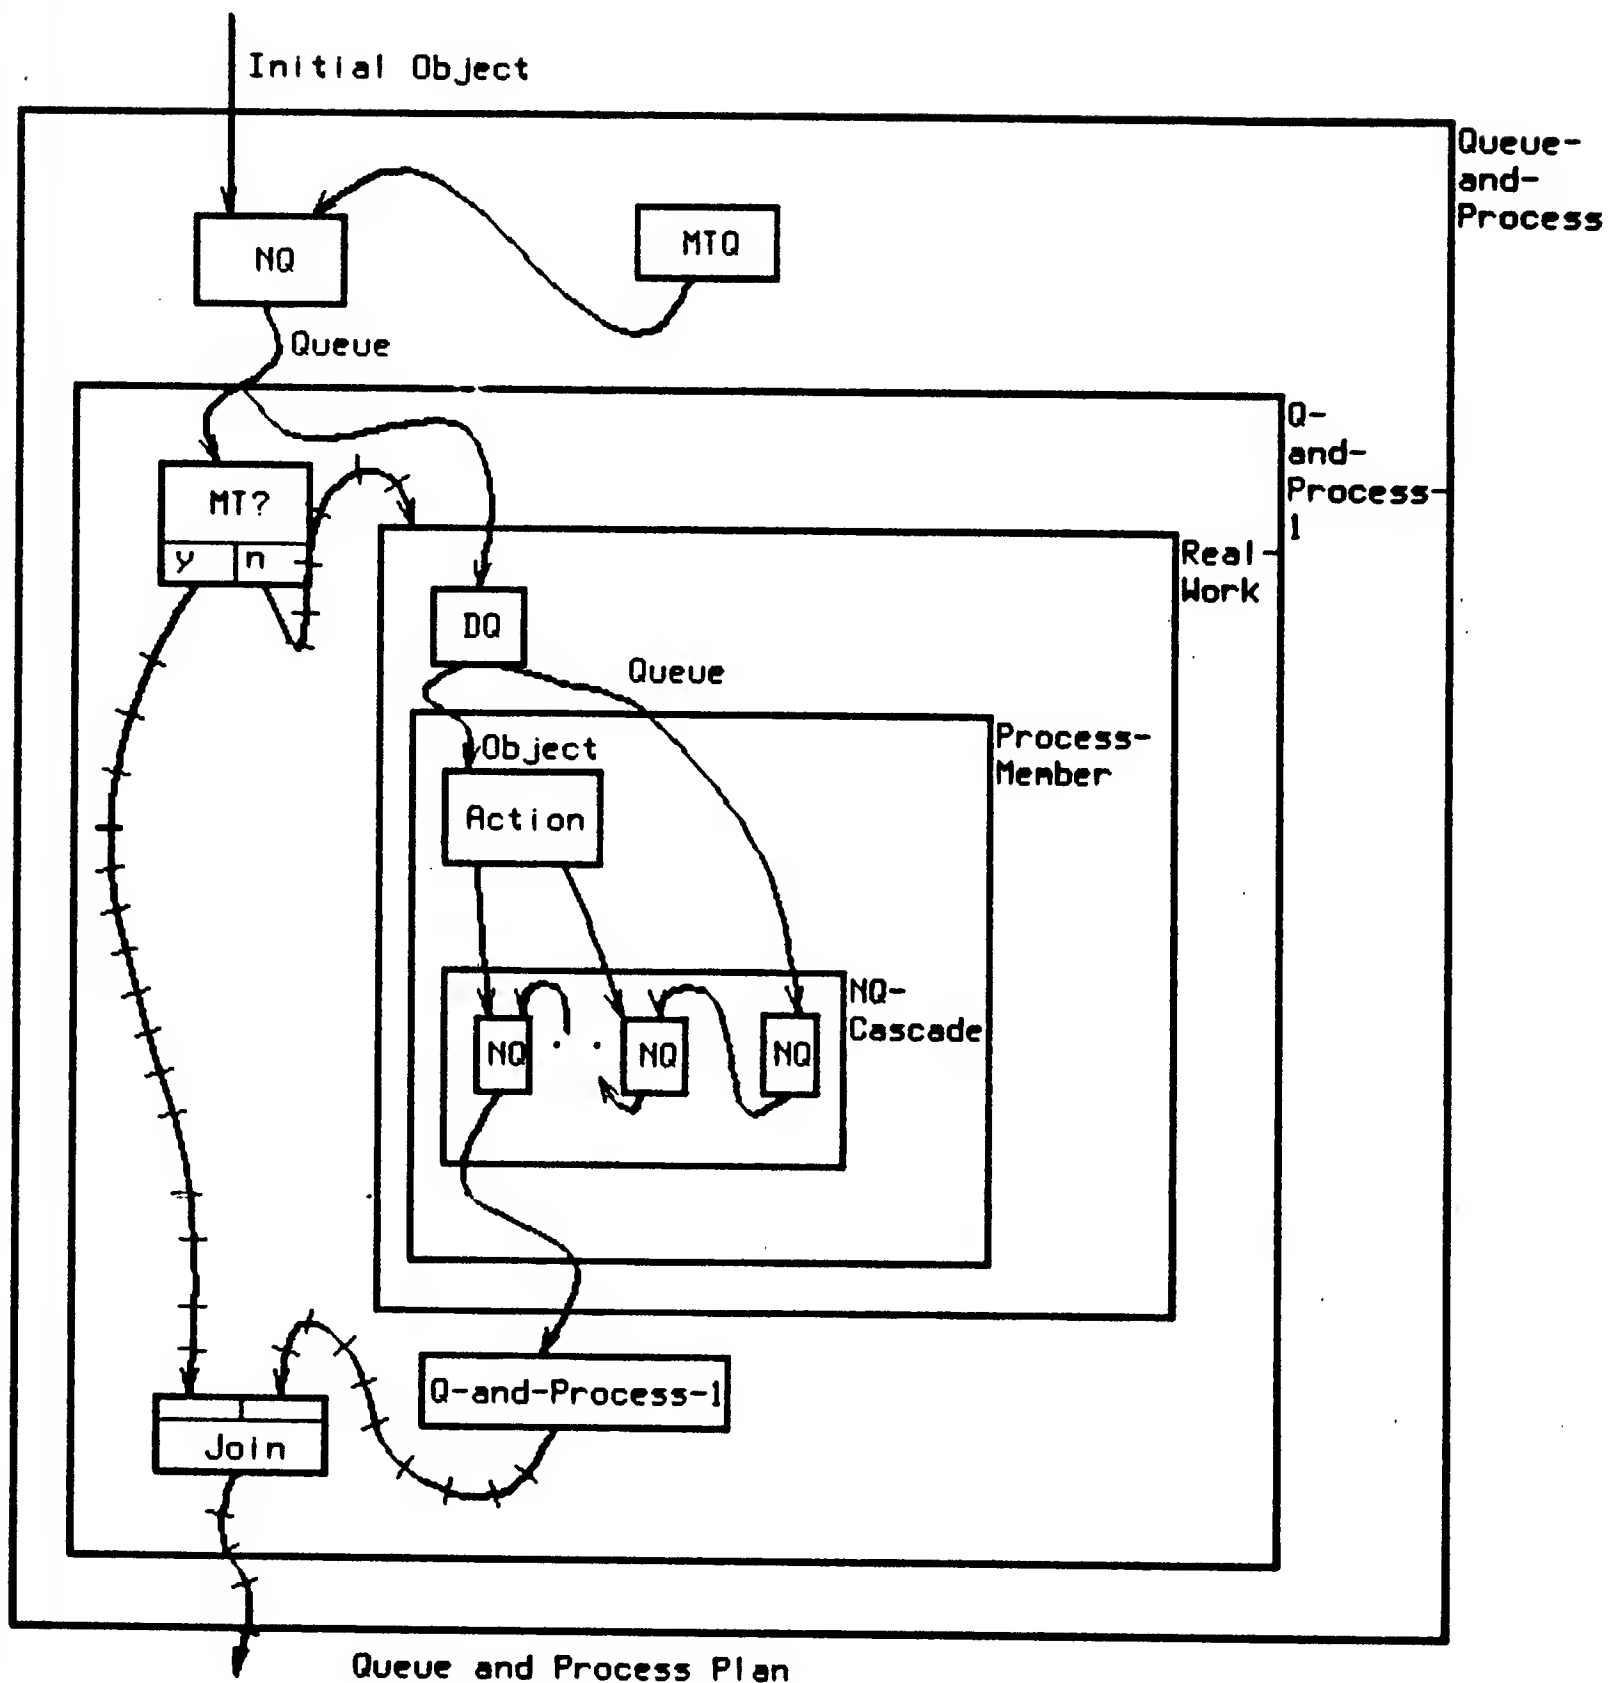 Initial Object
Queue-
and-
Process
NQ
MTQ
Queue
Q-
and-
Process-
1
MT?
y n
Real-
Work
DQ
Queue
Process-
Member
Object
Action
NQ-
Cascade
NQ . . NQ NQ
Q-and-Process-1
Join
Queue and Process Plan